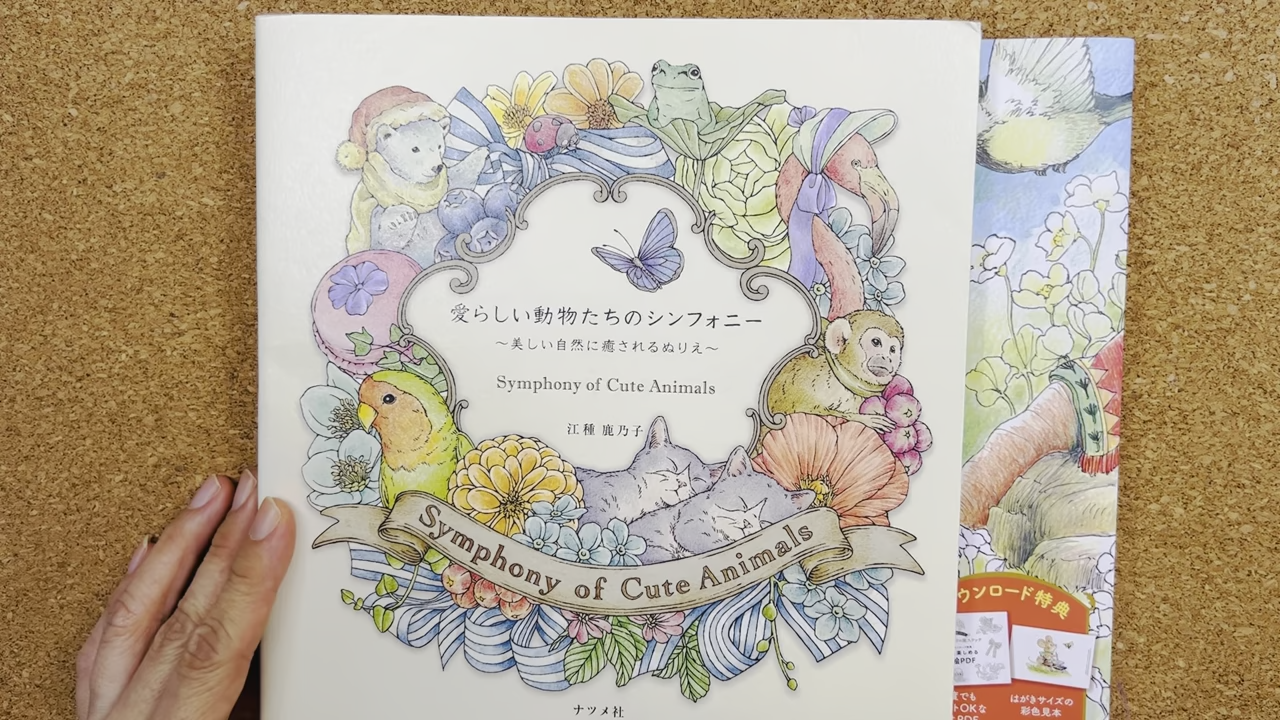 愛らしい動物たちのシンフォニー
～美しい自然に癒されるぬりえ～
Symphony of Cute Animals
江種 鹿乃子
Symphony of Cute Animals
ナツメ社
ウンロード特典
はがきサイズの
彩色見本